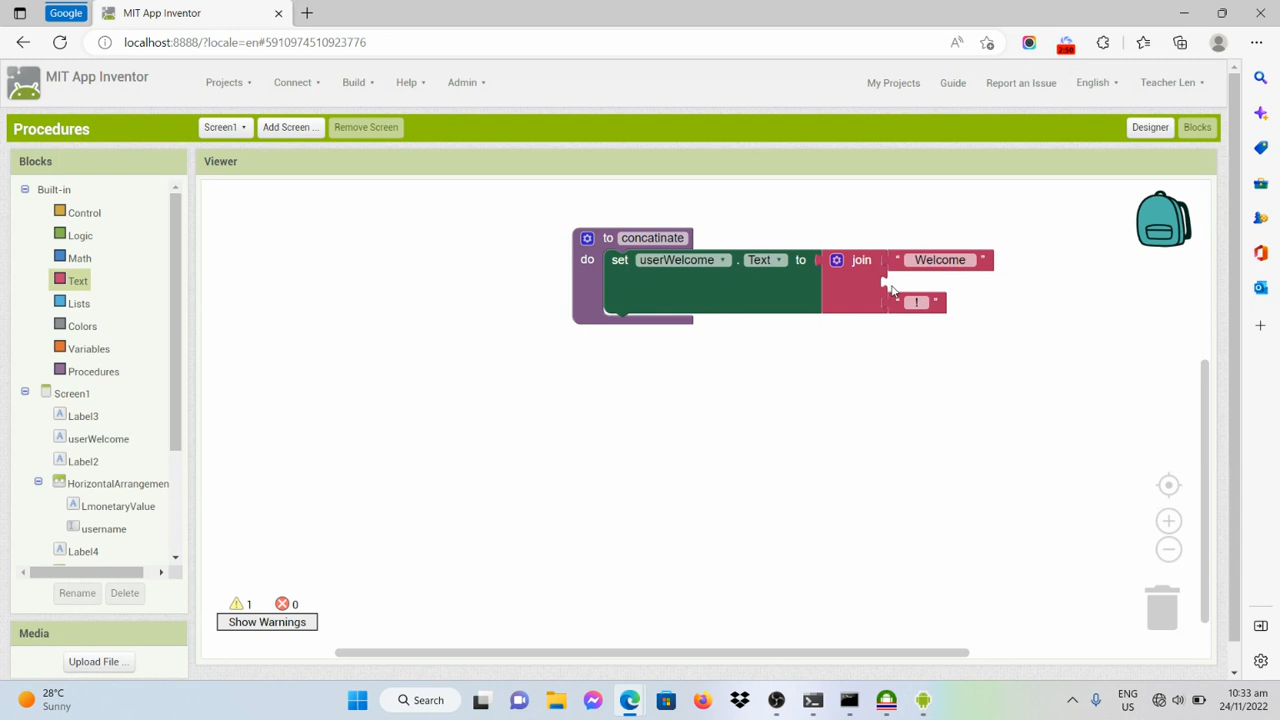 Google
MIT App Inventor
localhost:8888/?locale=en#5910974510923776
2:50
MIT App Inventor
Projects
Connect
Build
Help
Admin
My Projects
Guide
Report an Issue
English
Teacher Len
Procedures
Screen1
Add Screen ...
Remove Screen
Designer
Blocks
Blocks
Viewer
Built-in
Control
Logic
Math
Text
Lists
Colors
Variables
Procedures
Screen1
Label3
userWelcome
Label2
HorizontalArrangemen
LmonetaryValue
username
Label4
Rename
Delete
Media
Upload File ...
to concatinate
do set userWelcome . Text to join " Welcome "
" ! "
1 0
Show Warnings
28°C
Sunny
Search
ENG
US
10:33 am
24/11/2022